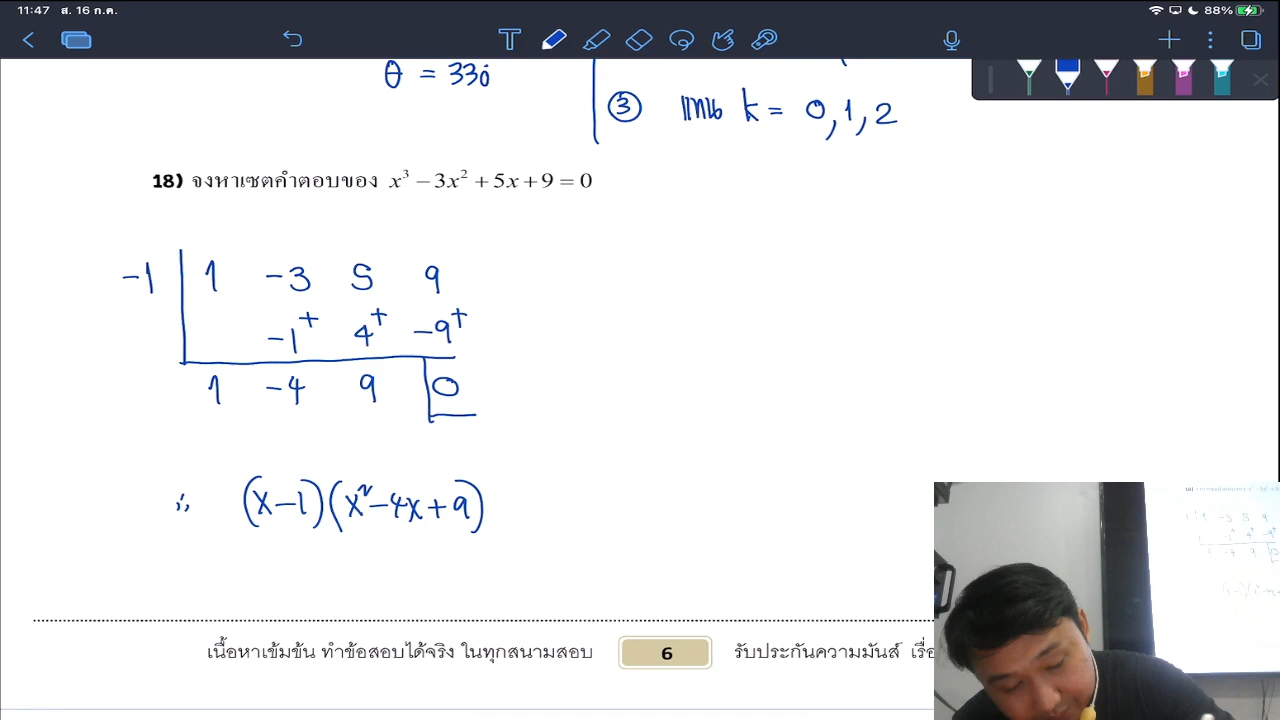 11:47 ส. 16 ก.ค. 88%
θ = 330
③ แทน k = 0, 1, 2
18) จงหาเซตคำตอบของ x³ − 3x² + 5x + 9 = 0
-1 1 -3 5 9
-1+ 4+ -9+
1 -4 9 0
∴ (x-1)(x²-4x+9)
เนื้อหาเข้มข้น ทำข้อสอบได้จริง ในทุกสนามสอบ 6 รับประกันความมันส์ เรื่อ